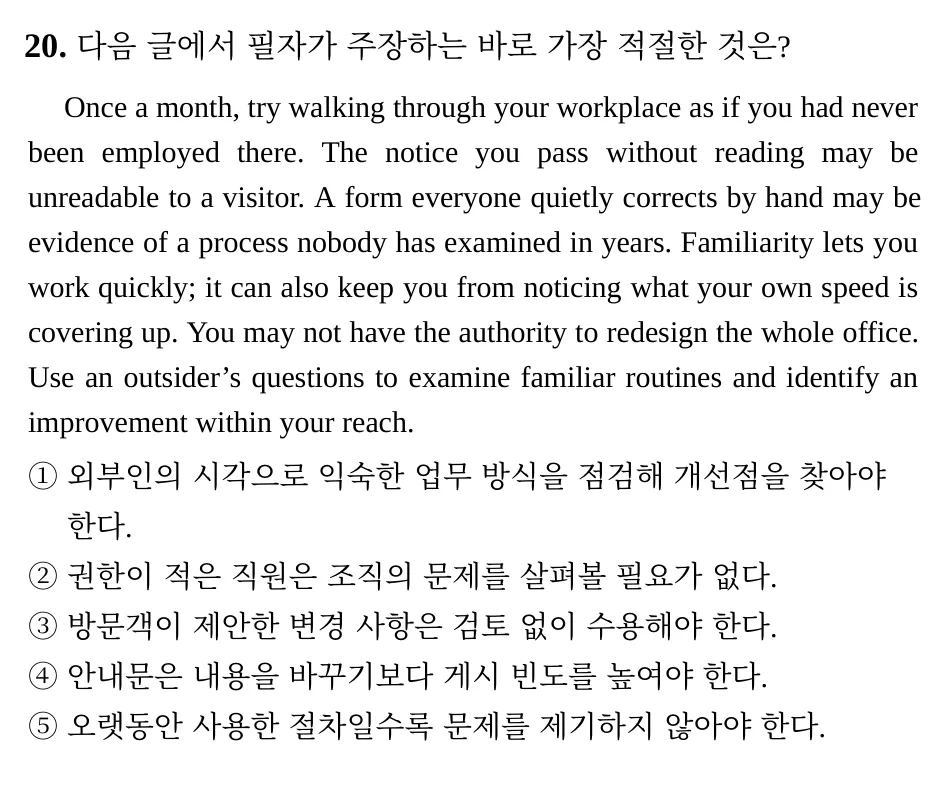 20. 다음 글에서 필자가 주장하는 바로 가장 적절한 것은?
Once a month, try walking through your workplace as if you had never
been employed there. The notice you pass without reading may be
unreadable to a visitor. A form everyone quietly corrects by hand may be
evidence of a process nobody has examined in years. Familiarity lets you
work quickly; it can also keep you from noticing what your own speed is
covering up. You may not have the authority to redesign the whole office.
Use an outsider’s questions to examine familiar routines and identify an
improvement within your reach.
① 외부인의 시각으로 익숙한 업무 방식을 점검해 개선점을 찾아야
한다.
② 권한이 적은 직원은 조직의 문제를 살펴볼 필요가 없다.
③ 방문객이 제안한 변경 사항은 검토 없이 수용해야 한다.
④ 안내문은 내용을 바꾸기보다 게시 빈도를 높여야 한다.
⑤ 오랫동안 사용한 절차일수록 문제를 제기하지 않아야 한다.